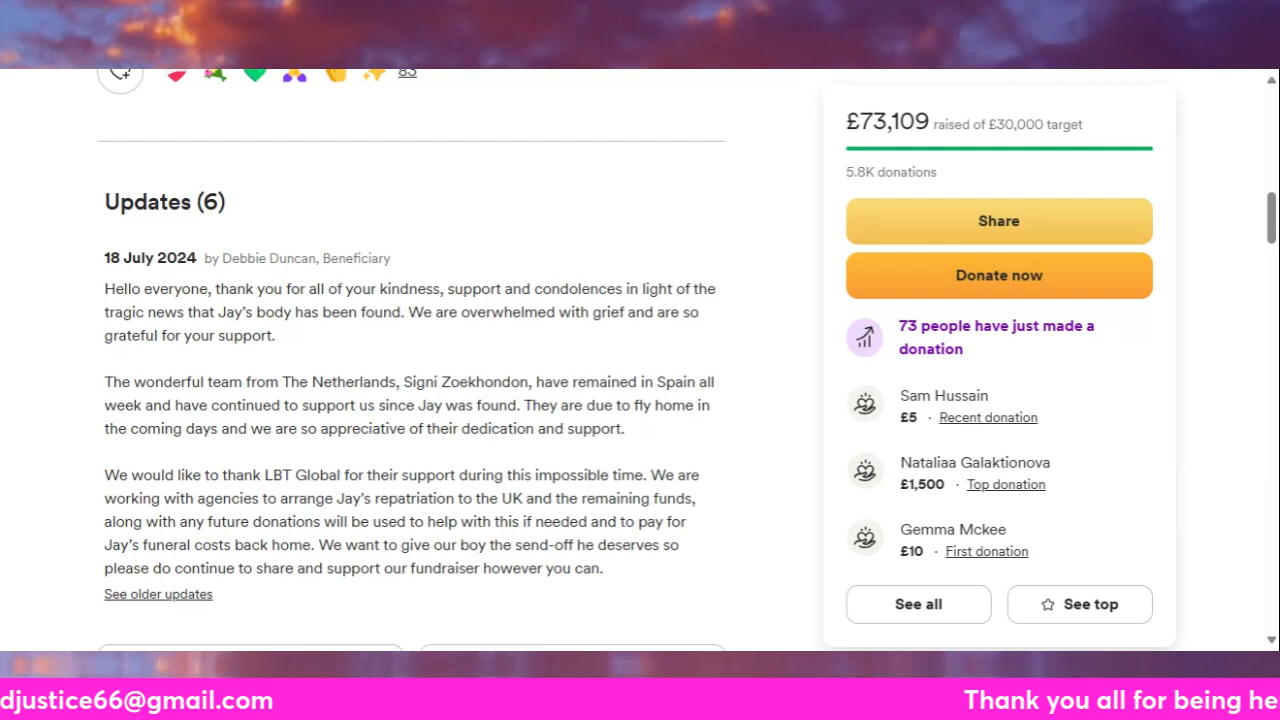 83
Updates (6)
18 July 2024 by Debbie Duncan, Beneficiary
Hello everyone, thank you for all of your kindness, support and condolences in light of the
tragic news that Jay’s body has been found. We are overwhelmed with grief and are so
grateful for your support.
The wonderful team from The Netherlands, Signi Zoekhondon, have remained in Spain all
week and have continued to support us since Jay was found. They are due to fly home in
the coming days and we are so appreciative of their dedication and support.
We would like to thank LBT Global for their support during this impossible time. We are
working with agencies to arrange Jay’s repatriation to the UK and the remaining funds,
along with any future donations will be used to help with this if needed and to pay for
Jay’s funeral costs back home. We want to give our boy the send-off he deserves so
please do continue to share and support our fundraiser however you can.
See older updates
£73,109 raised of £30,000 target
5.8K donations
Share
Donate now
73 people have just made a
donation
Sam Hussain
£5 · Recent donation
Nataliaa Galaktionova
£1,500 · Top donation
Gemma Mckee
£10 · First donation
See all
See top
djustice66@gmail.com
Thank you all for being he